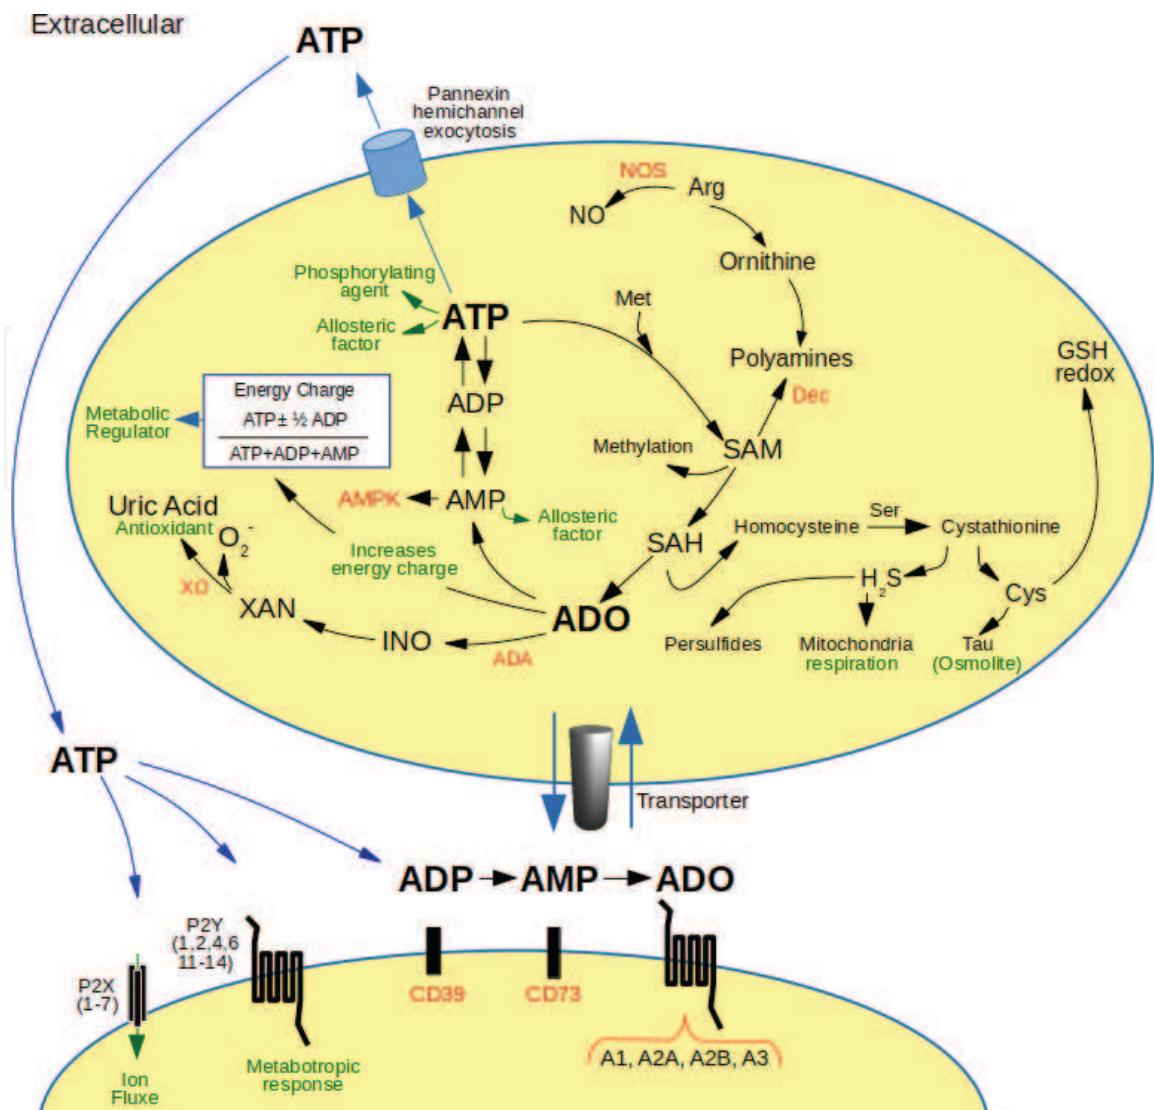 Extracellular
ATP
Pannexin
hemichannel
exocytosis
NOS
Arg
NO
Ornithine
Phosphorylating
agent
ATP
Met
Allosteric
factor
Polyamines
GSH
redox
Dec
Energy Charge
ATP± ½ ADP
ATP+ADP+AMP
Metabolic
Regulator
ADP
Methylation
SAM
Uric Acid
Antioxidant
O2-
AMPK
AMP
Allosteric
factor
Increases
energy charge
SAH
Homocysteine
Ser
Cystathionine
XO
XAN
INO
ADA
ADO
H2S
Cys
Persulfides
Mitochondria
respiration
Tau
(Osmolite)
ATP
Transporter
ADP
AMP
ADO
P2Y
(1,2,4,6
11-14)
P2X
(1-7)
CD39
CD73
A1, A2A, A2B, A3
Metabotropic
response
Ion
Fluxe